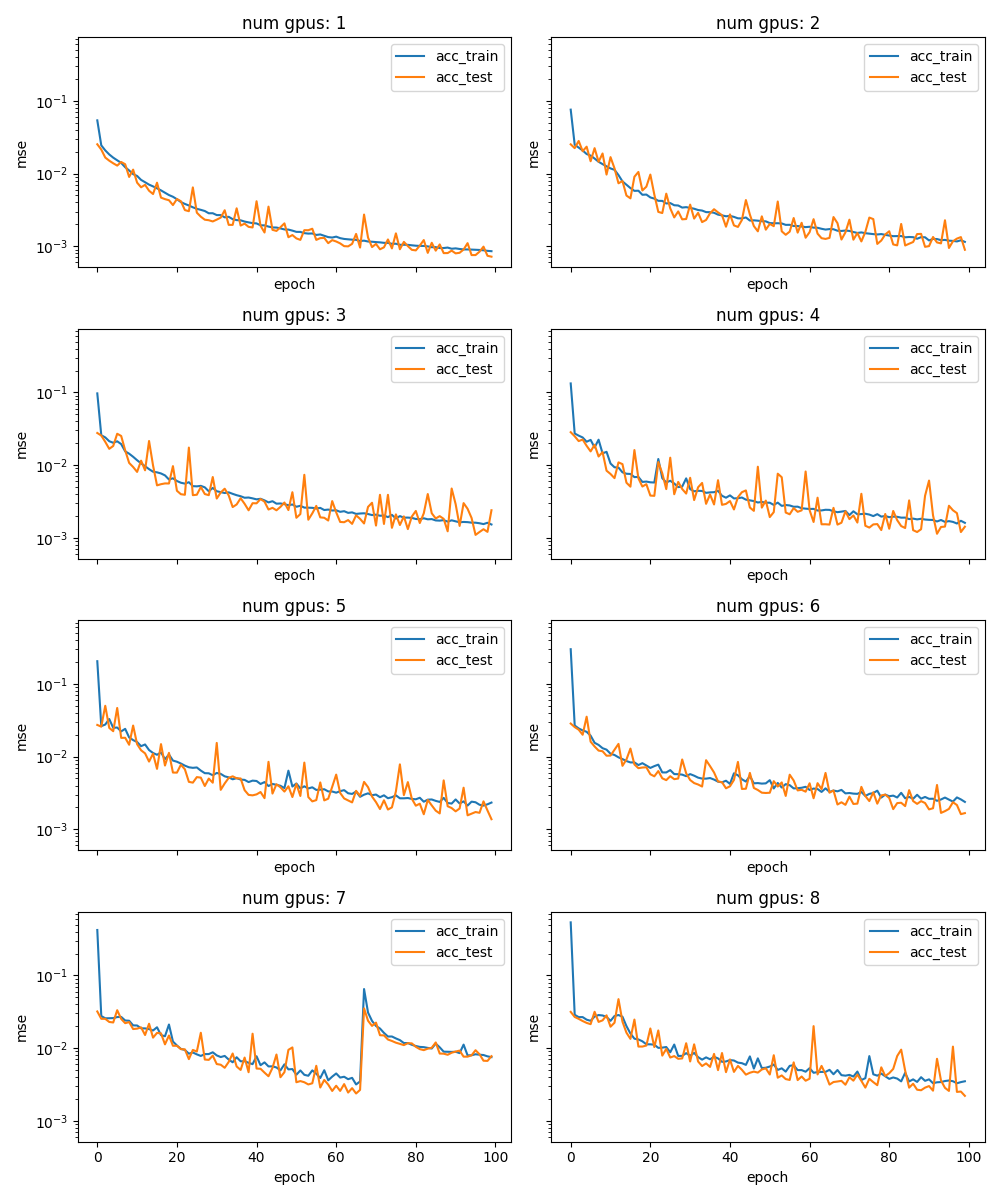 num gpus: 1
num gpus: 2
acc_train
acc_test
acc_train
acc_test
10⁻¹
10⁻²
10⁻³
mse
mse
epoch
epoch
num gpus: 3
num gpus: 4
acc_train
acc_test
acc_train
acc_test
10⁻¹
10⁻²
10⁻³
mse
mse
epoch
epoch
num gpus: 5
num gpus: 6
acc_train
acc_test
acc_train
acc_test
10⁻¹
10⁻²
10⁻³
mse
mse
epoch
epoch
num gpus: 7
num gpus: 8
acc_train
acc_test
acc_train
acc_test
10⁻¹
10⁻²
10⁻³
mse
mse
0 20 40 60 80 100
0 20 40 60 80 100
epoch
epoch